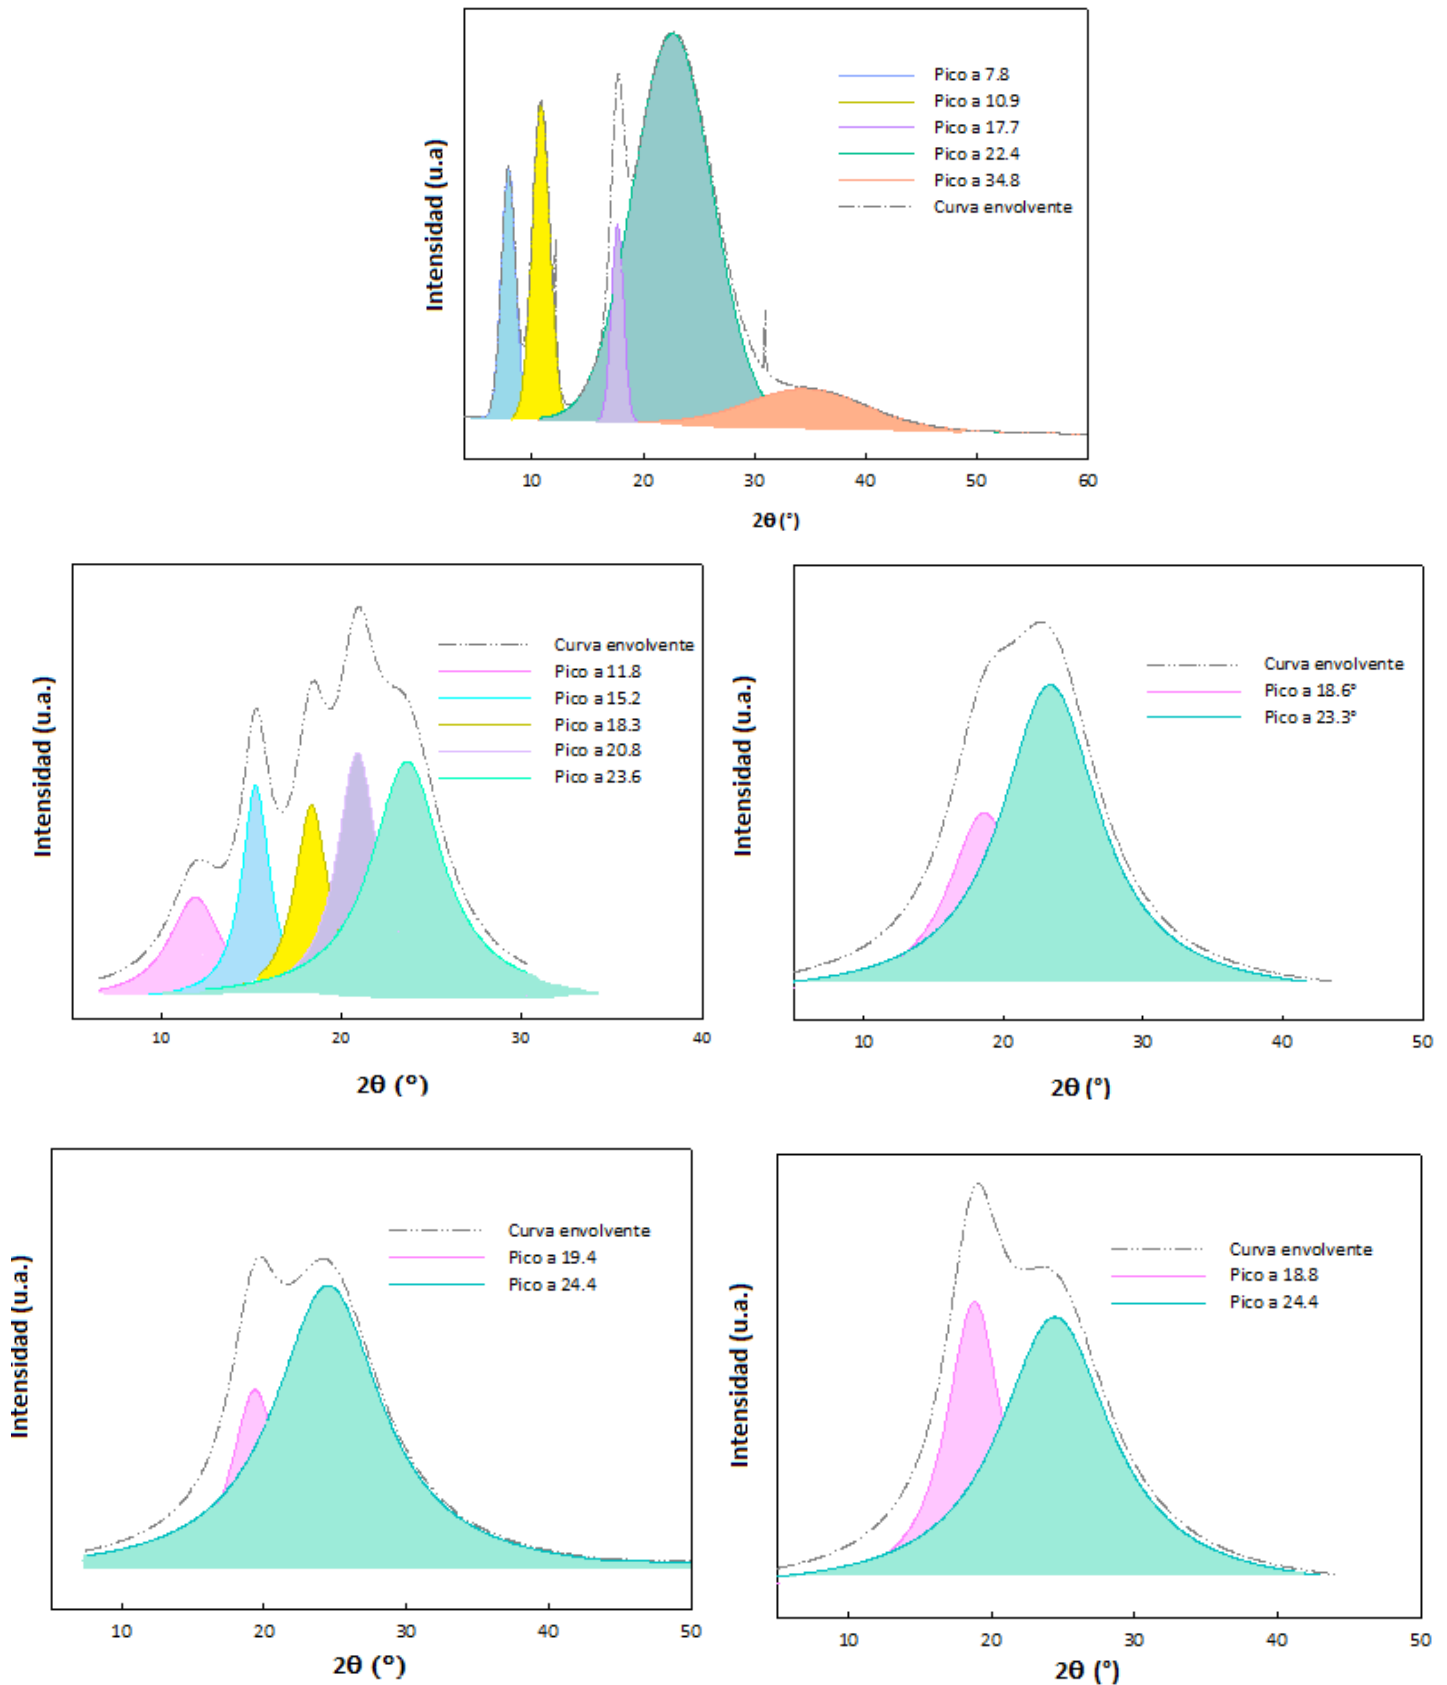 Intensidad (u.a)
Pico a 7.8
Pico a 10.9
Pico a 17.7
Pico a 22.4
Pico a 34.8
Curva envolvente
10 20 30 40 50 60
2θ (°)
Intensidad (u.a.)
Curva envolvente
Pico a 11.8
Pico a 15.2
Pico a 18.3
Pico a 20.8
Pico a 23.6
10 20 30 40
2θ (°)
Intensidad (u.a.)
Curva envolvente
Pico a 18.6°
Pico a 23.3°
10 20 30 40 50
2θ (°)
Intensidad (u.a.)
Curva envolvente
Pico a 19.4
Pico a 24.4
10 20 30 40 50
2θ (°)
Intensidad (u.a.)
Curva envolvente
Pico a 18.8
Pico a 24.4
10 20 30 40 50
2θ (°)